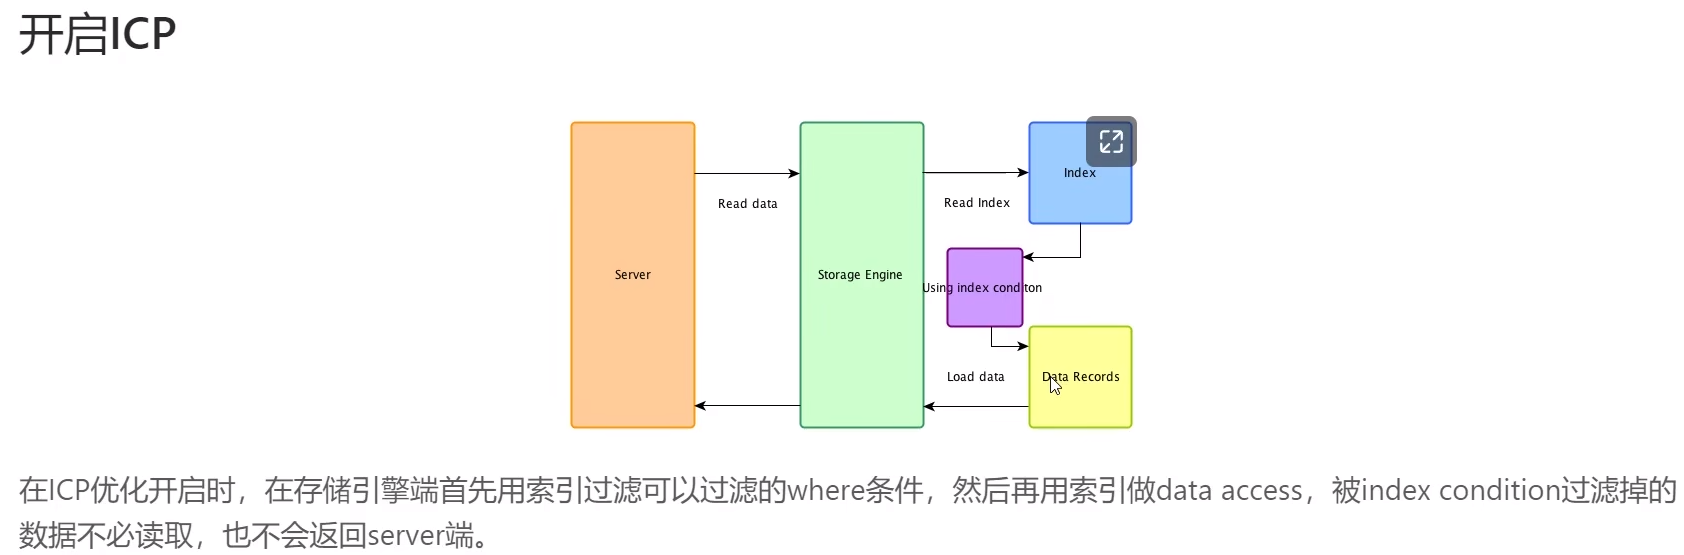 开启ICP
Read data
Read Index
Index
Server
Storage Engine
Using index conditon
Load data
Data Records
在ICP优化开启时，在存储引擎端首先用索引过滤可以过滤的where条件，然后再用索引做data access，被index condition过滤掉的
数据不必读取，也不会返回server端。